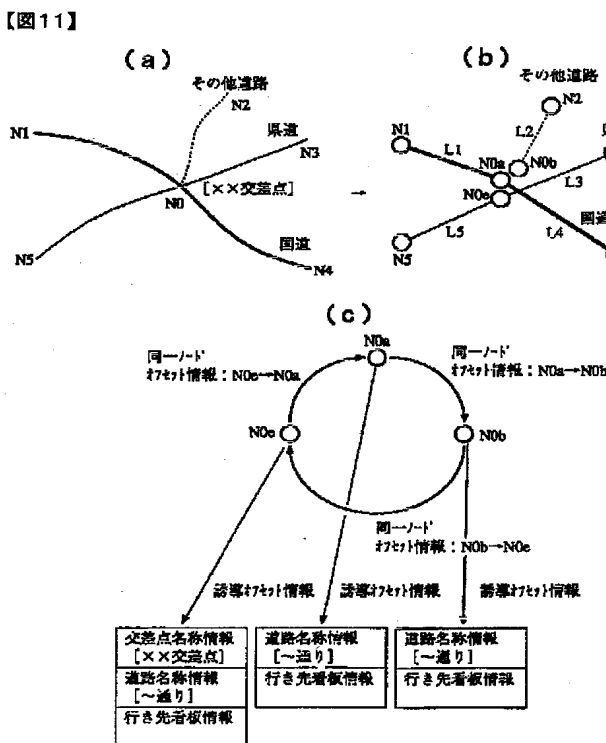 【図11】
(a)
その他道路
N2
N1
県道
N3
N0
[××交差点]
国道
N5
N4
→
(b)
その他道路
N2
N1
L1
L2
N0a
N0b
L3
N0e
国道
L5
L4
N5
(c)
N0a
同一ノード
オフセット情報：N0e→N0a
同一ノード
オフセット情報：N0a→N0b
N0e
N0b
同一ノード
オフセット情報：N0b→N0e
誘導オフセット情報
誘導オフセット情報
誘導オフセット情報
交差点名称情報
[××交差点]
道路名称情報
[～通り]
行き先看板情報
道路名称情報
[～通り]
行き先看板情報
道路名称情報
[～通り]
行き先看板情報